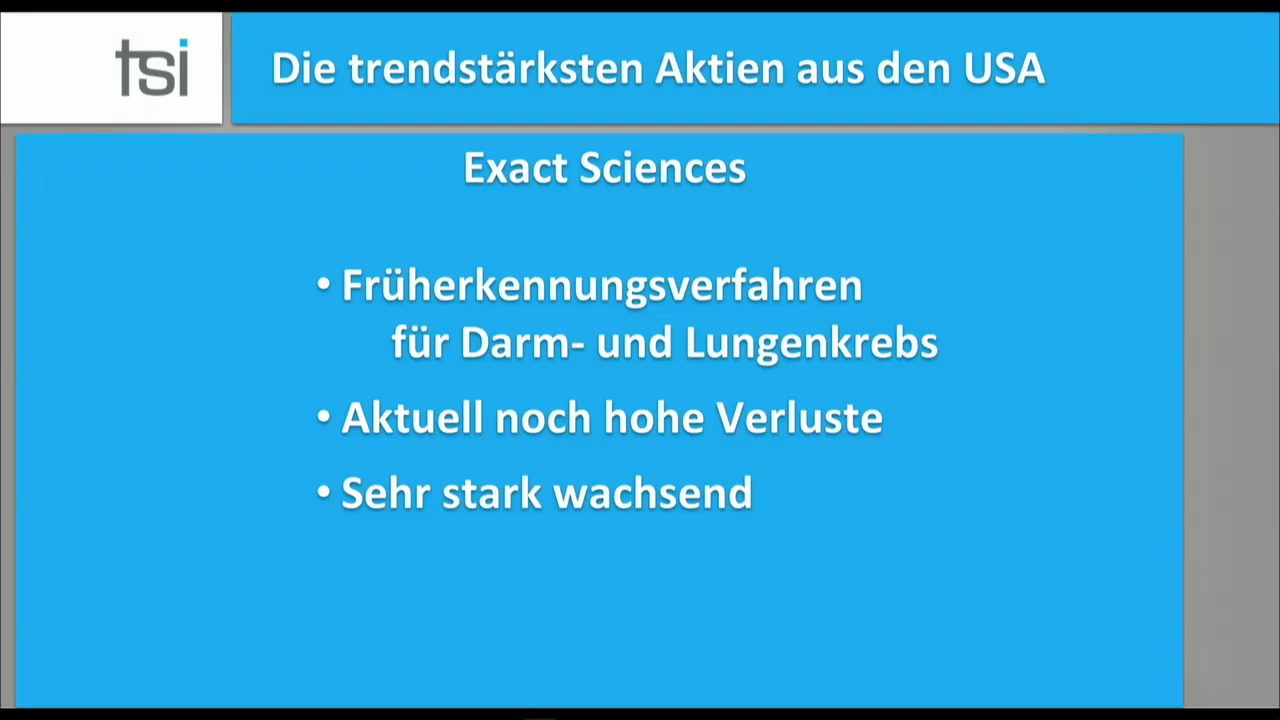 tsi
Die trendstärksten Aktien aus den USA
Exact Sciences
• Früherkennungsverfahren
für Darm- und Lungenkrebs
• Aktuell noch hohe Verluste
• Sehr stark wachsend